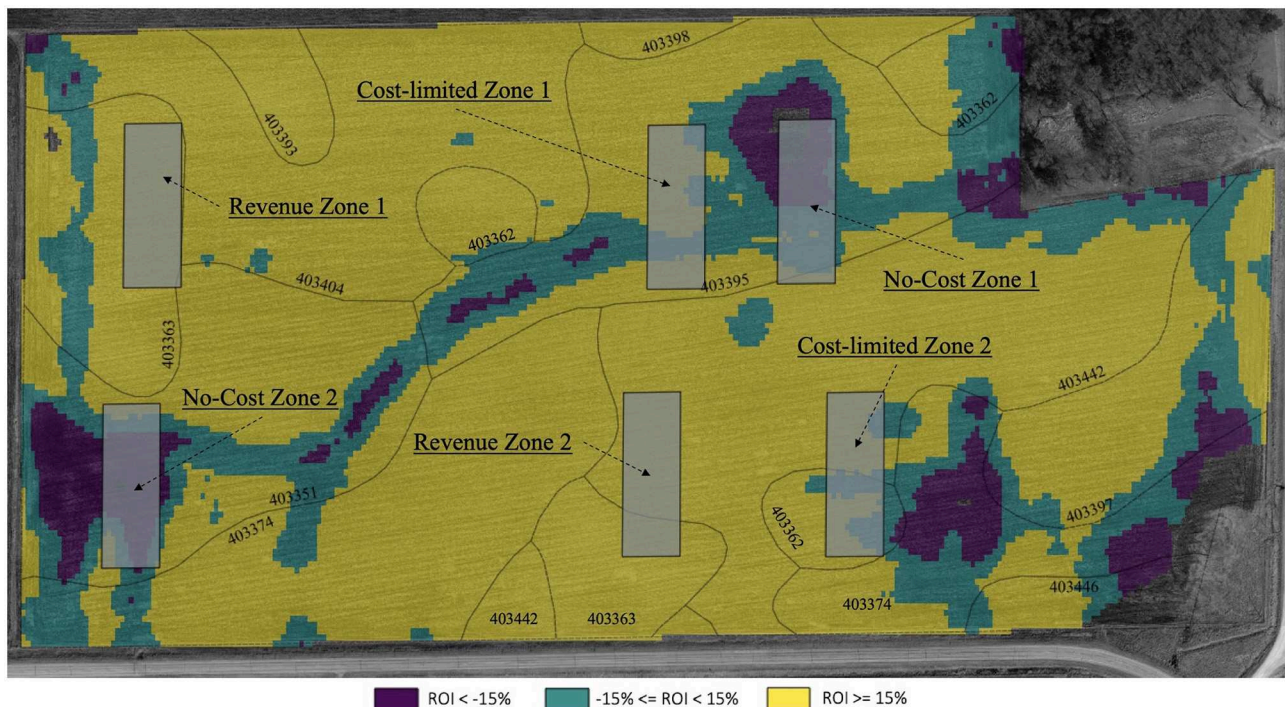 403398
Cost-limited Zone 1
403362
403393
Revenue Zone 1
403362
403404
403395
No-Cost Zone 1
403363
Cost-limited Zone 2
403442
No-Cost Zone 2
Revenue Zone 2
403351
403374
403362
403397
403446
403374
403442
403363
ROI < -15%
-15% <= ROI < 15%
ROI >= 15%